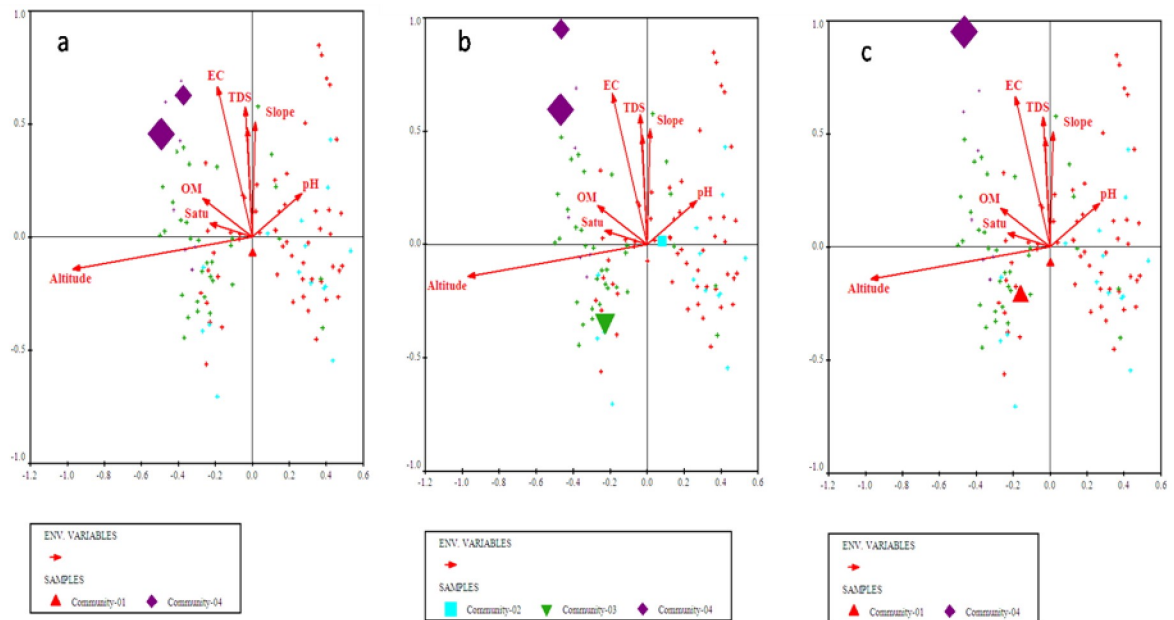 a
1.0
0.5
0.0
-0.5
-1.0
-1.2 -1.0 -0.8 -0.6 -0.4 -0.2 0.0 0.2 0.4 0.6
EC
TDS
Slope
pH
OM
Satu
Altitude
ENV. VARIABLES
SAMPLES
Community-01 Community-04
b
1.0
0.5
0.0
-0.5
-1.0
-1.2 -1.0 -0.8 -0.6 -0.4 -0.2 0.0 0.2 0.4 0.6
EC
TDS
Slope
pH
OM
Satu
Altitude
ENV. VARIABLES
SAMPLES
Community-02 Community-03 Community-04
c
1.0
0.5
0.0
-0.5
-1.0
-1.2 -1.0 -0.8 -0.6 -0.4 -0.2 0.0 0.2 0.4 0.6
EC
TDS
Slope
pH
OM
Satu
Altitude
ENV. VARIABLES
SAMPLES
Community-01 Community-04